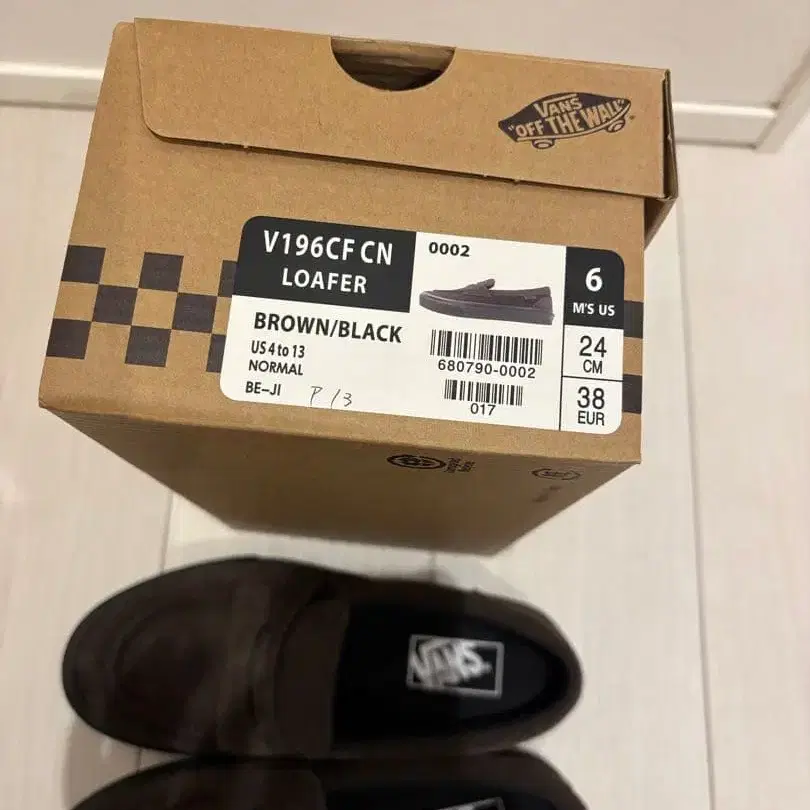 VANS
"OFF THE WALL"
V196CF CN
LOAFER
0002
6
M'S US
BROWN/BLACK
US 4 to 13
NORMAL
BE-JI
P 13
680790-0002
017
24
CM
38
EUR
VANS